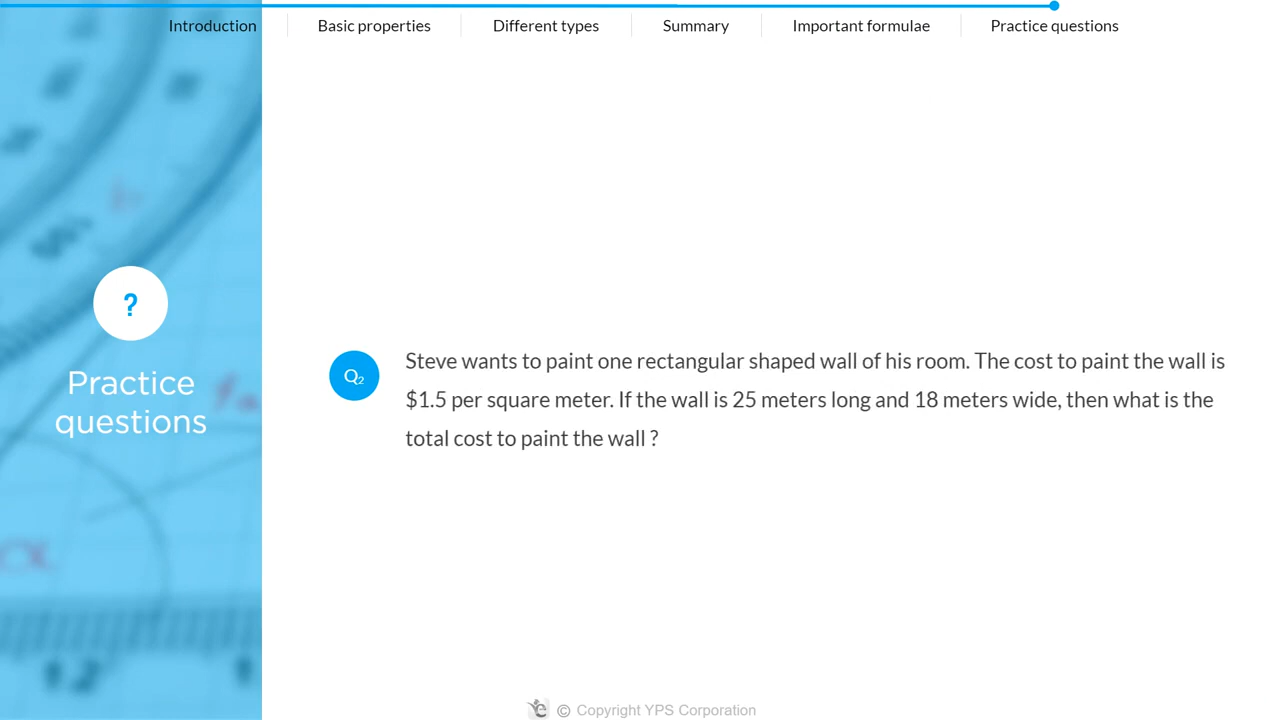 Introduction
Basic properties
Different types
Summary
Important formulae
Practice questions
?
Practice
questions
Q2
Steve wants to paint one rectangular shaped wall of his room. The cost to paint the wall is
$1.5 per square meter. If the wall is 25 meters long and 18 meters wide, then what is the
total cost to paint the wall ?
12
© Copyright YPS Corporation